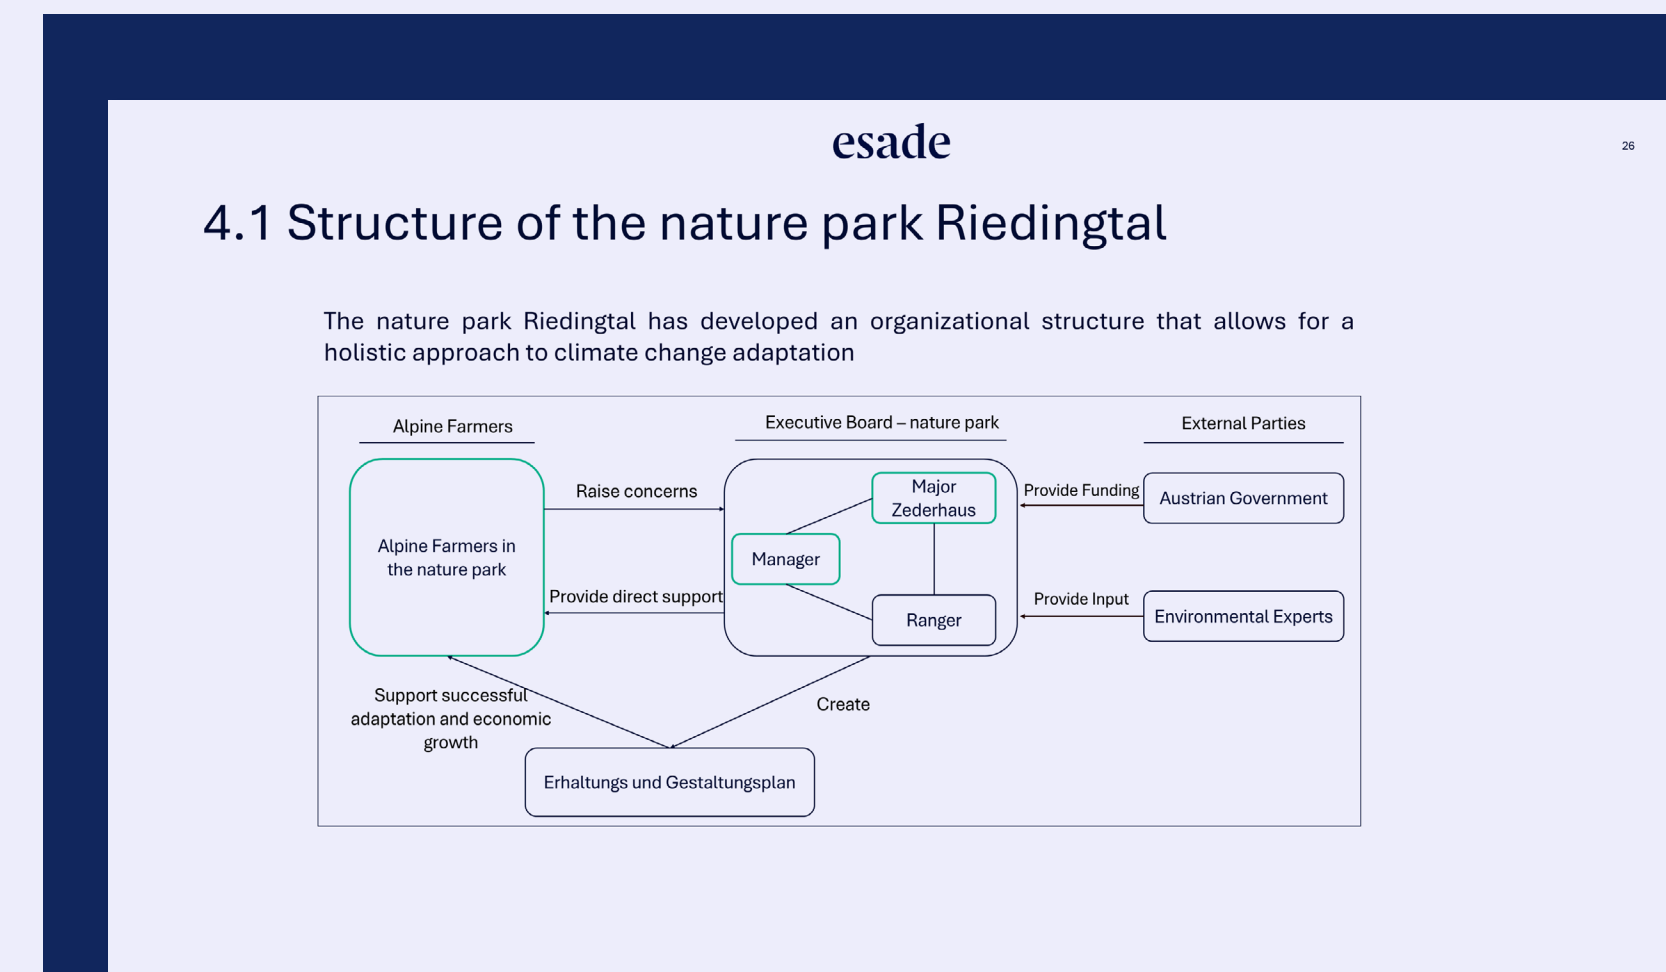 esade
26
4.1 Structure of the nature park Riedingtal
The nature park Riedingtal has developed an organizational structure that allows for a
holistic approach to climate change adaptation
Alpine Farmers
Executive Board – nature park
External Parties
Alpine Farmers in
the nature park
Raise concerns
Provide direct support
Major
Zederhaus
Manager
Ranger
Provide Funding
Austrian Government
Provide Input
Environmental Experts
Support successful
adaptation and economic
growth
Create
Erhaltungs und Gestaltungsplan